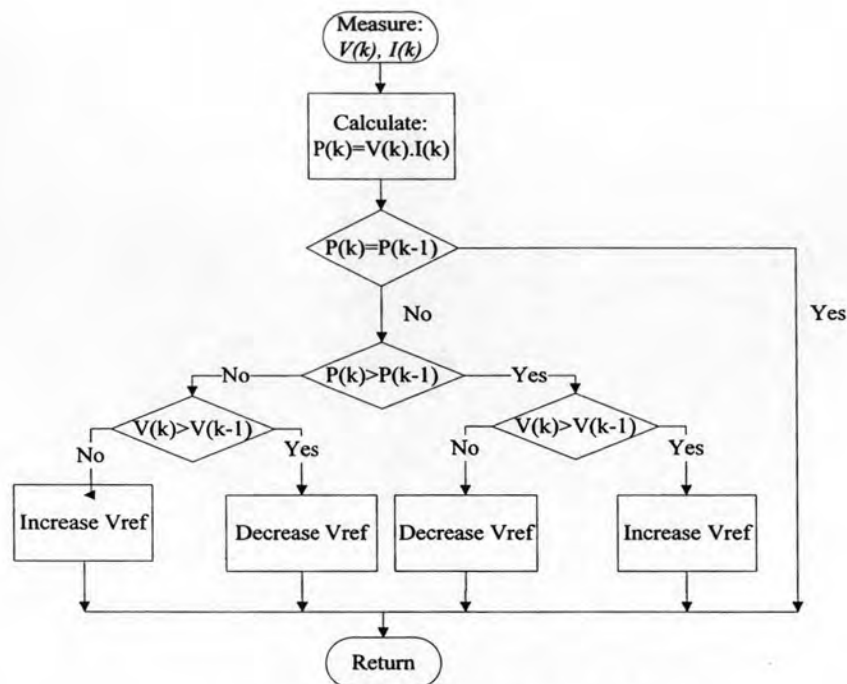 Measure:
V(k), I(k)
Calculate:
P(k)=V(k).I(k)
P(k)=P(k-1)
Yes
No
No
P(k)>P(k-1)
Yes
V(k)>V(k-1)
V(k)>V(k-1)
No
Yes
No
Yes
Increase Vref
Decrease Vref
Decrease Vref
Increase Vref
Return